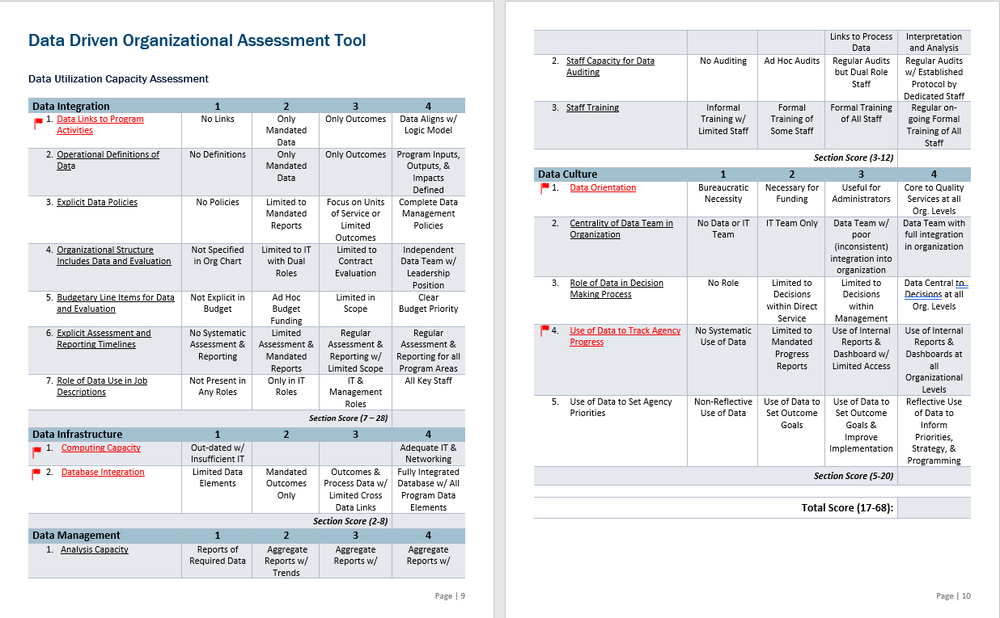 Data Driven Organizational Assessment Tool
Data Utilization Capacity Assessment
Data Integration 1 2 3 4
1. Data Links to Program Activities No Links Only Mandated Data Only Outcomes Data Aligns w/ Logic Model
2. Operational Definitions of Data No Definitions Only Mandated Data Only Outcomes Program Inputs, Outputs, & Impacts Defined
3. Explicit Data Policies No Policies Limited to Mandated Reports Focus on Units of Service or Limited Outcomes Complete Data Management Policies
4. Organizational Structure Includes Data and Evaluation Not Specified in Org Chart Limited to IT with Dual Roles Limited to Contract Evaluation Independent Data Team w/ Leadership Position
5. Budgetary Line Items for Data and Evaluation Not Explicit in Budget Ad Hoc Budget Funding Limited in Scope Clear Budget Priority
6. Explicit Assessment and Reporting Timelines No Systematic Assessment & Reporting Limited Assessment & Mandated Reports Regular Assessment & Reporting w/ Limited Scope Regular Assessment & Reporting for all Program Areas
7. Role of Data Use in Job Descriptions Not Present in Any Roles Only in IT Roles IT & Management Roles All Key Staff
Section Score (7 – 28)
Data Infrastructure 1 2 3 4
1. Computing Capacity Out-dated w/ Insufficient IT Adequate IT & Networking
2. Database Integration Limited Data Elements Mandated Outcomes Only Outcomes & Process Data w/ Limited Cross Data Links Fully Integrated Database w/ All Program Data Elements
Section Score (2-8)
Data Management 1 2 3 4
1. Analysis Capacity Reports of Required Data Aggregate Reports w/ Trends Aggregate Reports w/ Aggregate Reports w/
Page | 9
Links to Process Data Interpretation and Analysis
2. Staff Capacity for Data Auditing No Auditing Ad Hoc Audits Regular Audits but Dual Role Staff Regular Audits w/ Established Protocol by Dedicated Staff
3. Staff Training Informal Training w/ Limited Staff Formal Training of Some Staff Formal Training of All Staff Regular on-going Formal Training of All Staff
Section Score (3-12)
Data Culture 1 2 3 4
1. Data Orientation Bureaucratic Necessity Necessary for Funding Useful for Administrators Core to Quality Services at all Org. Levels
2. Centrality of Data Team in Organization No Data or IT Team IT Team Only Data Team w/ poor (inconsistent) integration into organization Data Team with full integration in organization
3. Role of Data in Decision Making Process No Role Limited to Decisions within Direct Service Limited to Decisions within Management Data Central to Decisions at all Org. Levels
4. Use of Data to Track Agency Progress No Systematic Use of Data Limited to Mandated Progress Reports Use of Internal Reports & Dashboard w/ Limited Access Use of Internal Reports & Dashboards at all Organizational Levels
5. Use of Data to Set Agency Priorities Non-Reflective Use of Data Use of Data to Set Outcome Goals Use of Data to Set Outcome Goals & Improve Implementation Reflective Use of Data to Inform Priorities, Strategy, & Programming
Section Score (5-20)
Total Score (17-68):
Page | 10